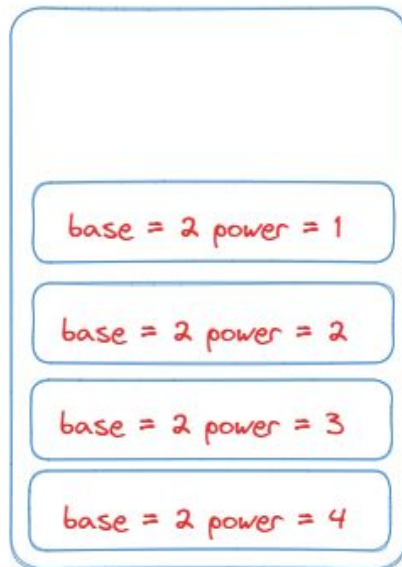 base = 2 power = 1
base = 2 power = 2
base = 2 power = 3
base = 2 power = 4